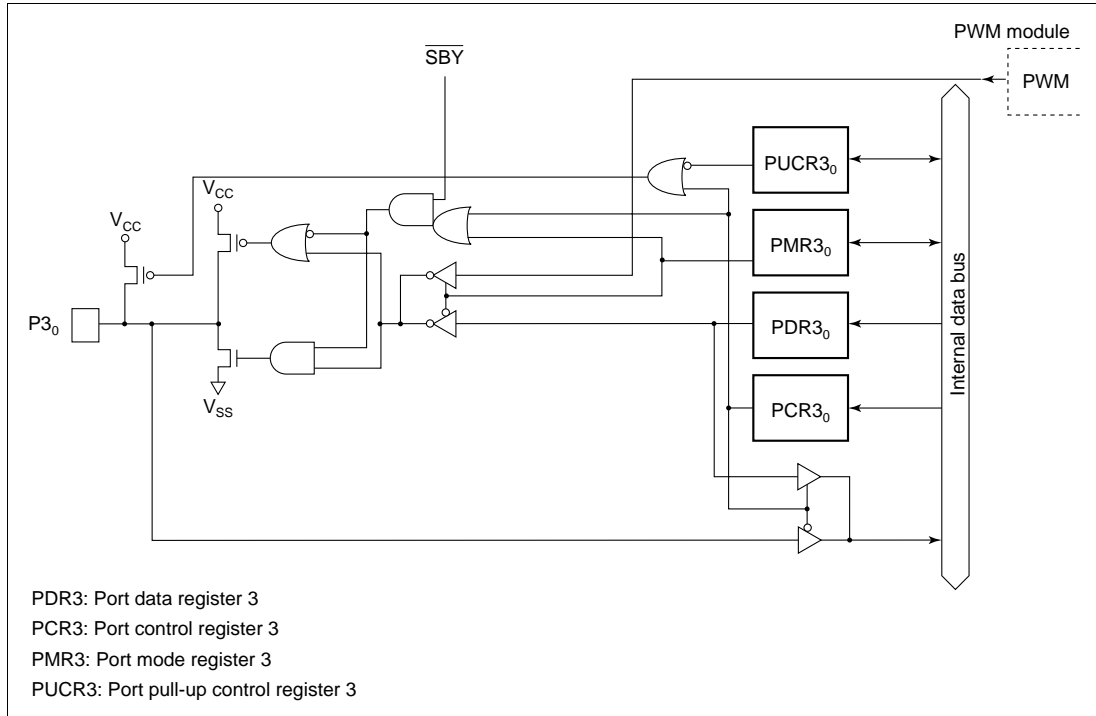 PWM module
SBY
PWM
PUCR3₀
V_CC
V_CC
PMR3₀
P3₀
PDR3₀
Internal data bus
V_SS
PCR3₀
PDR3: Port data register 3
PCR3: Port control register 3
PMR3: Port mode register 3
PUCR3: Port pull-up control register 3